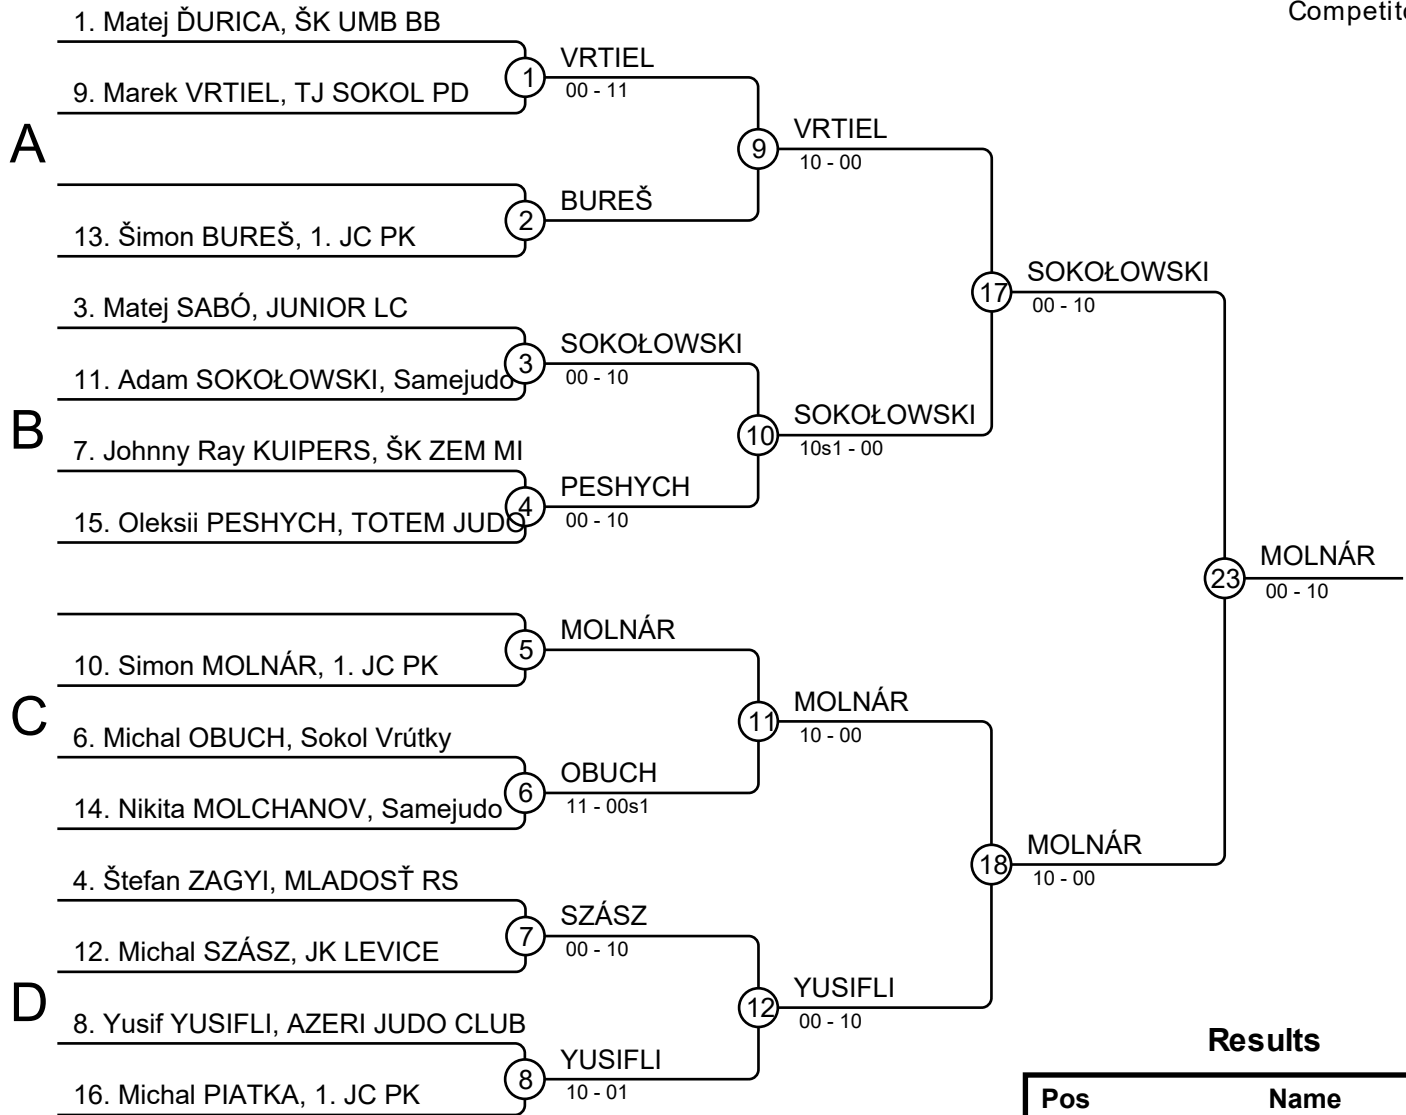 Competit
1. Matej ĎURICA, ŠK UMB BB
9. Marek VRTIEL, TJ SOKOL PD
1
VRTIEL
00 - 11
A
9
VRTIEL
10 - 00
2
BUREŠ
13. Šimon BUREŠ, 1. JC PK
17
SOKOŁOWSKI
00 - 10
3. Matej SABÓ, JUNIOR LC
11. Adam SOKOŁOWSKI, Samejudo
3
SOKOŁOWSKI
00 - 10
B
10
SOKOŁOWSKI
10s1 - 00
7. Johnny Ray KUIPERS, ŠK ZEM MI
15. Oleksii PESHYCH, TOTEM JUDO
4
PESHYCH
00 - 10
23
MOLNÁR
00 - 10
5
MOLNÁR
10. Simon MOLNÁR, 1. JC PK
C
11
MOLNÁR
10 - 00
6. Michal OBUCH, Sokol Vrútky
14. Nikita MOLCHANOV, Samejudo
6
OBUCH
11 - 00s1
18
MOLNÁR
10 - 00
4. Štefan ZAGYI, MLADOSŤ RS
12. Michal SZÁSZ, JK LEVICE
7
SZÁSZ
00 - 10
D
12
YUSIFLI
00 - 10
8. Yusif YUSIFLI, AZERI JUDO CLUB
16. Michal PIATKA, 1. JC PK
8
YUSIFLI
10 - 01
Results
Pos Name